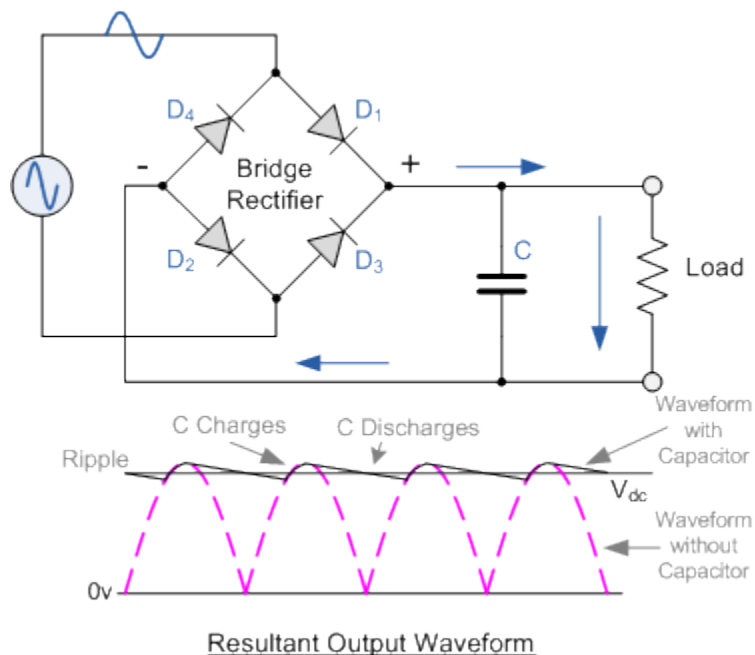 D4
D1
-
+
Bridge
Rectifier
D2
D3
C
Load
C Charges
C Discharges
Waveform
with
Capacitor
Ripple
Vdc
Waveform
without
Capacitor
0v
Resultant Output Waveform